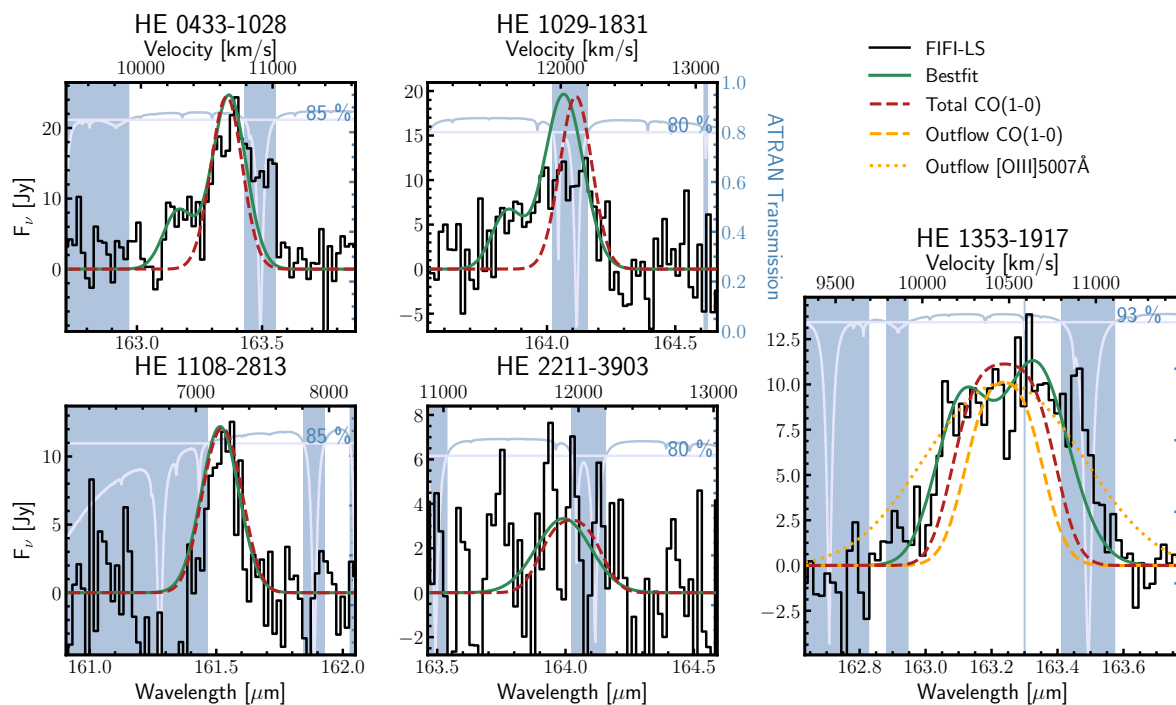 HE 0433-1028
Velocity [km/s]
10000 11000
20
10
0
F_ν [Jy]
85 %
163.0 163.5
HE 1029-1831
Velocity [km/s]
12000 13000
25
20
15
10
5
0
−5
80 %
164.0 164.5
1.0
0.8
0.6
0.4
0.2
0.0
ATRAN Transmission
FIFI-LS
Bestfit
Total CO(1-0)
Outflow CO(1-0)
Outflow [OIII]5007Å
HE 1108-2813
7000 8000
10
5
0
F_ν [Jy]
85 %
161.0 161.5 162.0
Wavelength [μm]
HE 2211-3903
11000 12000 13000
8
6
4
2
0
−2
80 %
163.5 164.0 164.5
Wavelength [μm]
HE 1353-1917
Velocity [km/s]
9500 10000 10500 11000
12.5
10.0
7.5
5.0
2.5
0.0
−2.5
93 %
162.8 163.0 163.2 163.4 163.6
Wavelength [μm]